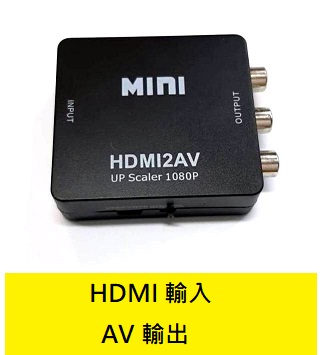 MINI
INPUT
OUTPUT
HDMI2AV
UP Scaler 1080P
HDMI 輸入
AV 輸出